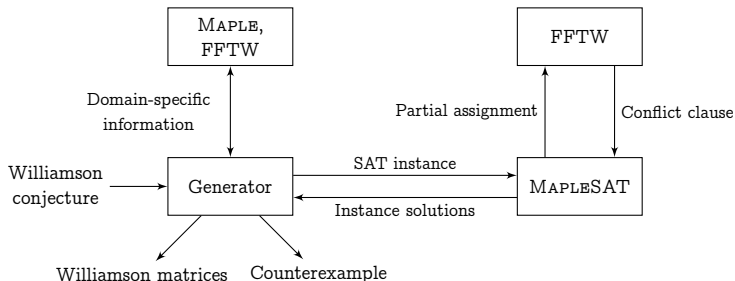 MAPLE,
FFTW
FFTW
Domain-specific
information
Partial assignment
Conflict clause
Williamson
conjecture
Generator
SAT instance
Instance solutions
MAPLESAT
Williamson matrices
Counterexample